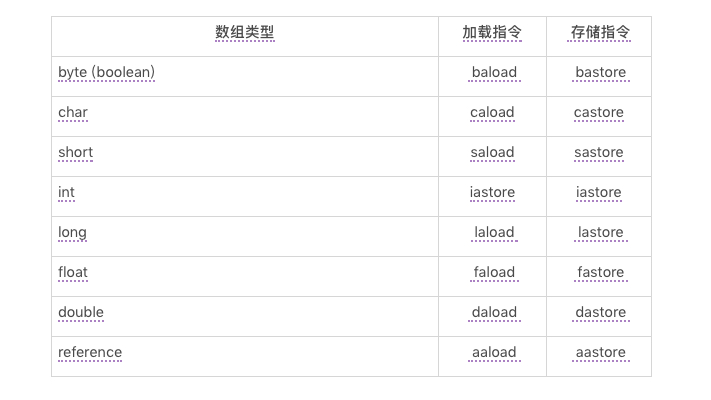 数组类型 加载指令 存储指令
byte (boolean) baload bastore
char caload castore
short saload sastore
int iastore iastore
long laload lastore
float faload fastore
double daload dastore
reference aaload aastore